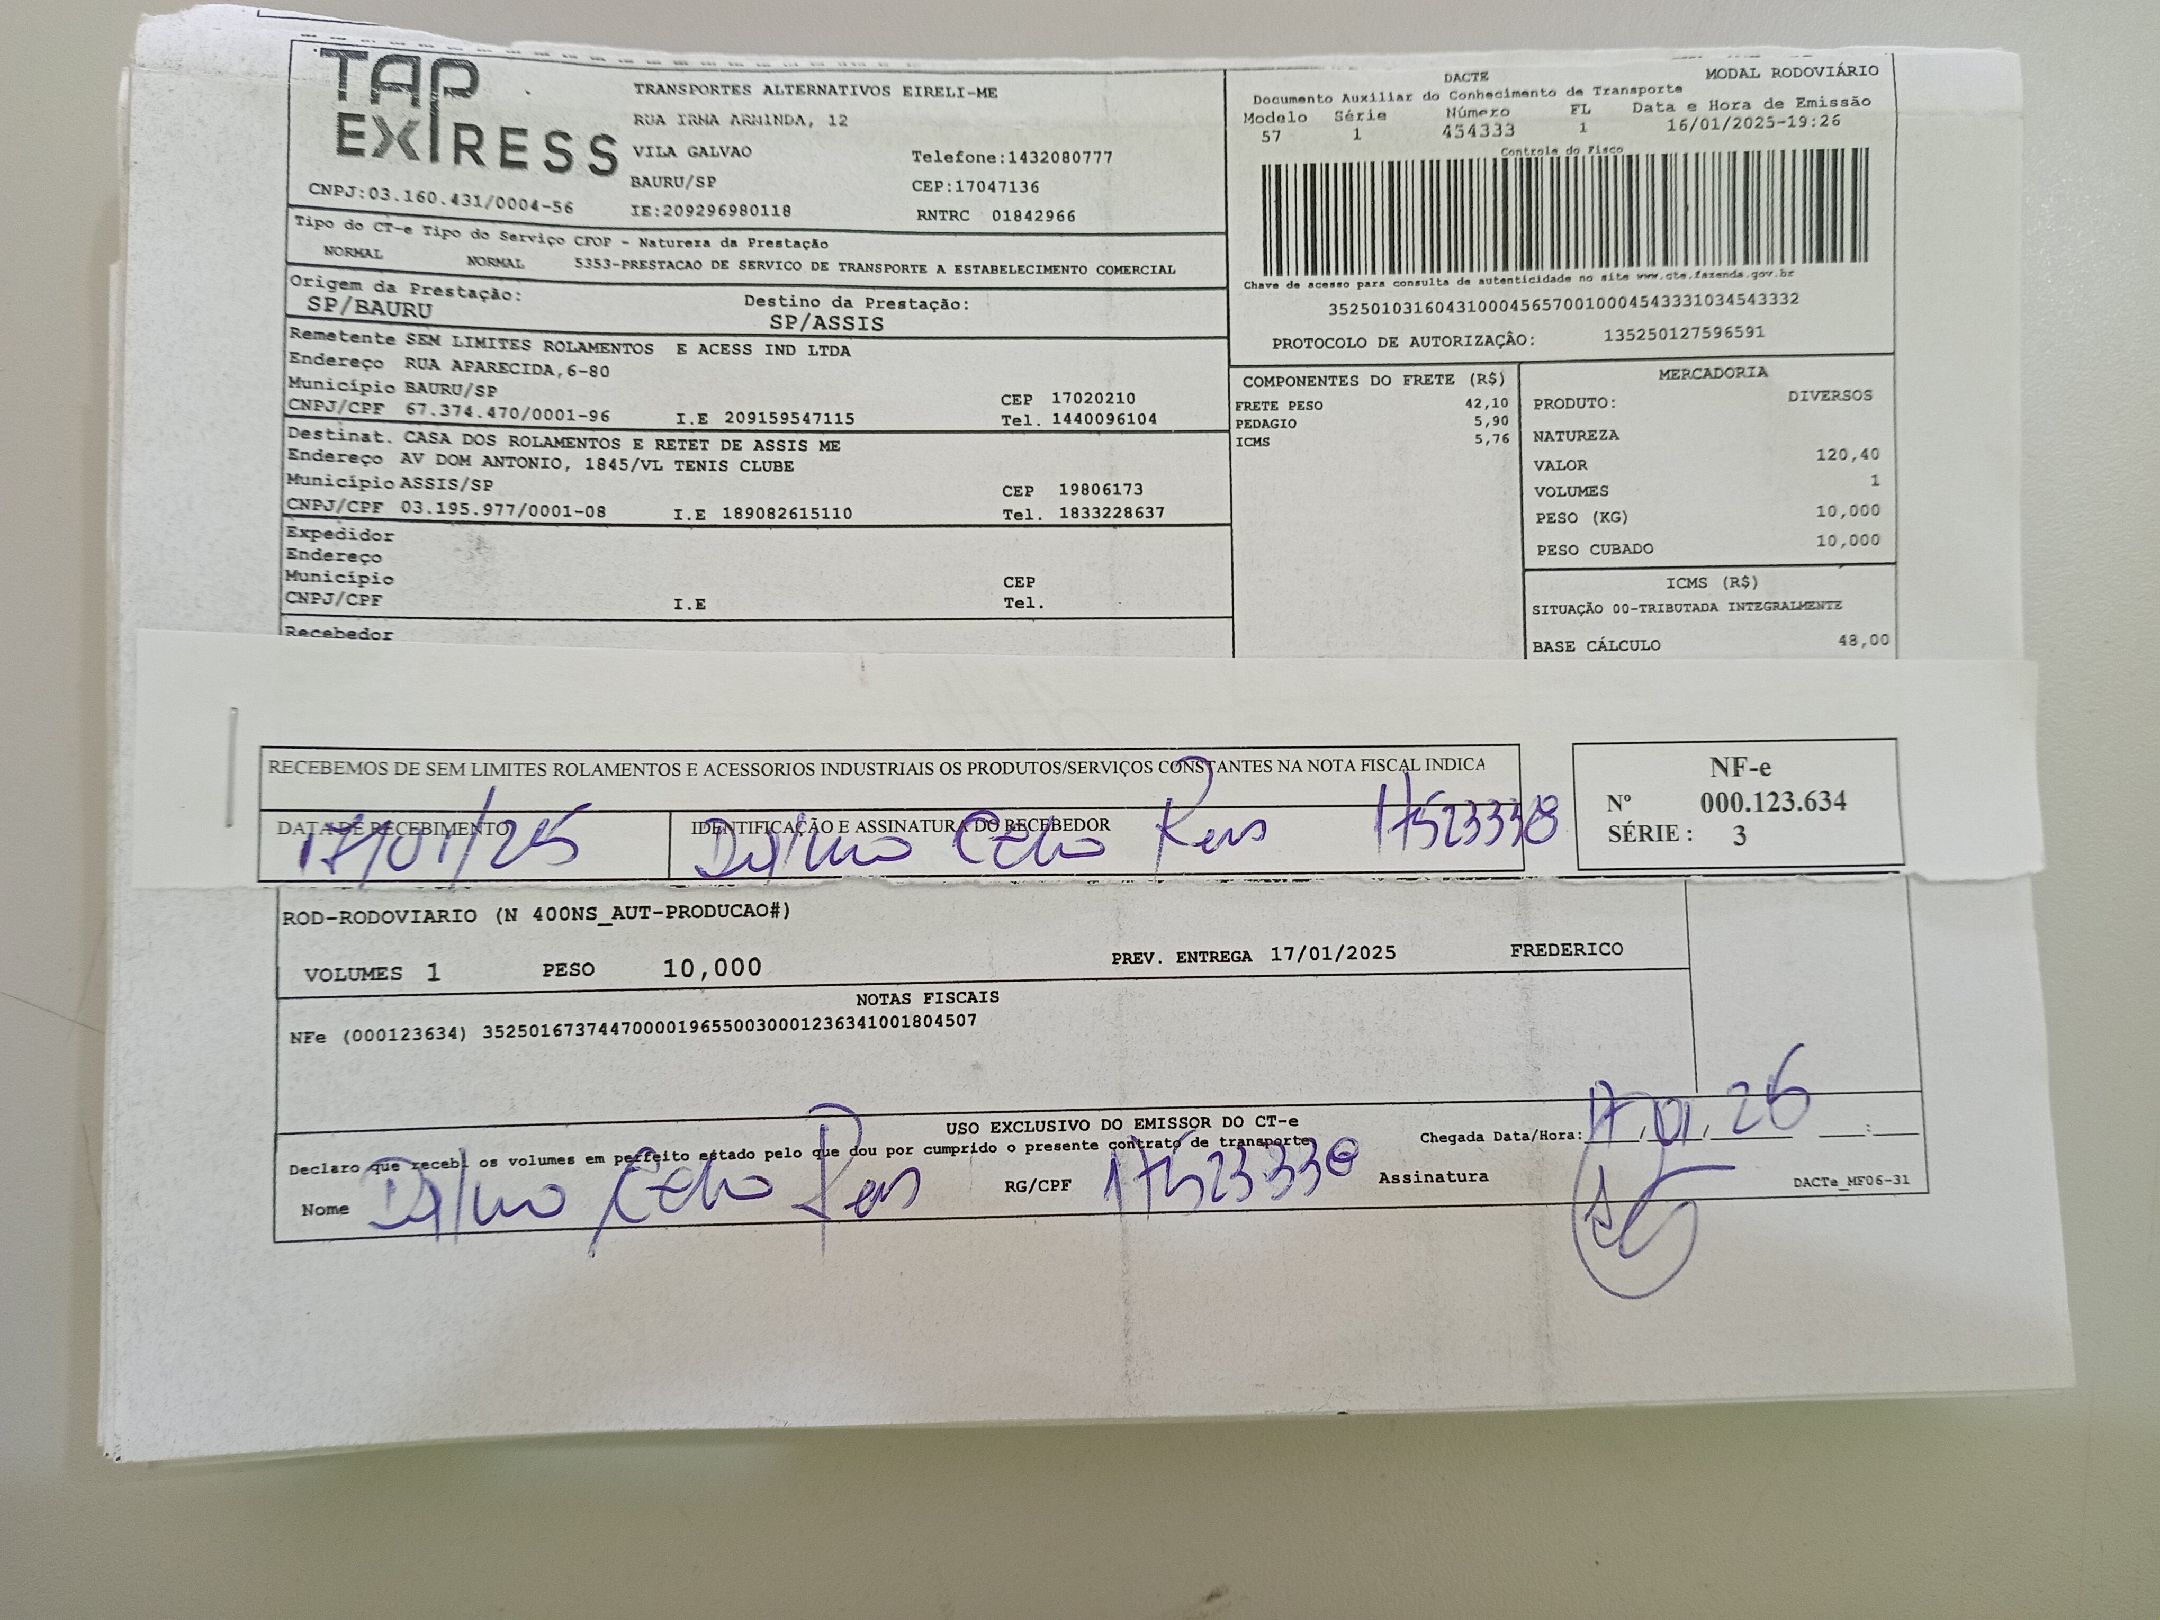 TAP EXPRESS
CNPJ:03.160.431/0004-56
TRANSPORTES ALTERNATIVOS EIRELI-ME
RUA IRMA ARMINDA, 12
VILA GALVAO Telefone:1432080777
BAURU/SP CEP:17047136
IE:209296980118 RNTRC 01842966
DACTE MODAL RODOVIÁRIO
Documento Auxiliar do Conhecimento de Transporte
Modelo Série Número FL Data e Hora de Emissão
57 1 454333 1 16/01/2025-19:26
Controle do Fisco
Chave de acesso para consulta de autenticidade no site www.cte.fazenda.gov.br
35250103160431000456570010004543331034543332
PROTOCOLO DE AUTORIZAÇÃO: 135250127596591
Tipo do CT-e Tipo do Serviço CFOP - Natureza da Prestação
NORMAL NORMAL 5353-PRESTACAO DE SERVICO DE TRANSPORTE A ESTABELECIMENTO COMERCIAL
Origem da Prestação: Destino da Prestação:
SP/BAURU SP/ASSIS
Remetente SEM LIMITES ROLAMENTOS E ACESS IND LTDA
Endereço RUA APARECIDA,6-80
Município BAURU/SP CEP 17020210
CNPJ/CPF 67.374.470/0001-96 I.E 209159547115 Tel. 1440096104
Destinat. CASA DOS ROLAMENTOS E RETET DE ASSIS ME
Endereço AV DOM ANTONIO, 1845/VL TENIS CLUBE
Município ASSIS/SP CEP 19806173
CNPJ/CPF 03.195.977/0001-08 I.E 189082615110 Tel. 1833228637
Expedidor
Endereço
Município CEP
CNPJ/CPF I.E Tel.
Recebedor
COMPONENTES DO FRETE (R$)
FRETE PESO 42,10
PEDAGIO 5,90
ICMS 5,76
MERCADORIA
PRODUTO: DIVERSOS
NATUREZA
VALOR 120,40
VOLUMES 1
PESO (KG) 10,000
PESO CUBADO 10,000
ICMS (R$)
SITUAÇÃO 00-TRIBUTADA INTEGRALMENTE
BASE CÁLCULO 48,00
RECEBEMOS DE SEM LIMITES ROLAMENTOS E ACESSORIOS INDUSTRIAIS OS PRODUTOS/SERVIÇOS CONSTANTES NA NOTA FISCAL INDICA
DATA DE RECEBIMENTO IDENTIFICAÇÃO E ASSINATURA DO RECEBEDOR
17/01/25 17523338
NF-e
Nº 000.123.634
SÉRIE : 3
ROD-RODOVIARIO (N 400NS_AUT-PRODUCAO#)
VOLUMES 1 PESO 10,000 PREV. ENTREGA 17/01/2025 FREDERICO
NOTAS FISCAIS
NFe (000123634) 35250167374470000196550030001236341001804507
USO EXCLUSIVO DO EMISSOR DO CT-e
Declaro que recebi os volumes em perfeito estado pelo que dou por cumprido o presente contrato de transporte
Chegada Data/Hora: 17/01/
Nome RG/CPF Assinatura
DACTe_MF06-31